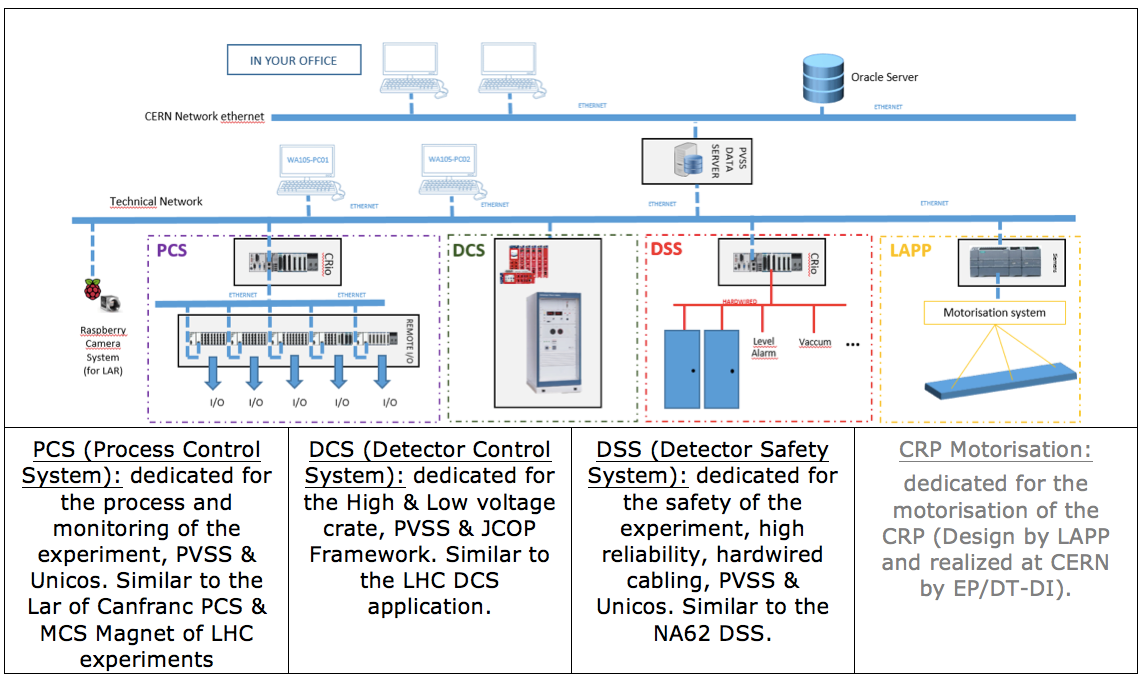 IN YOUR OFFICE
Oracle Server
ETHERNET
ETHERNET
CERN Network ethernet
PVSS
DATA
SERVER
WA105-PC01
WA105-PC02
Technical Network
ETHERNET
ETHERNET
ETHERNET
ETHERNET
PCS
CRio
ETHERNET
ETHERNET
REMOTE I/O
I/O
I/O
I/O
I/O
I/O
DCS
DSS
CRio
HARDWIRED
Level
Alarm
Vaccum
...
LAPP
Siemens
Motorisation system
Raspberry
Camera
System
(for LAR)
PCS (Process Control
System): dedicated for
the process and
monitoring of the
experiment, PVSS &
Unicos. Similar to the
Lar of Canfranc PCS &
MCS Magnet of LHC
experiments
DCS (Detector Control
System): dedicated for
the High & Low voltage
crate, PVSS & JCOP
Framework. Similar to
the LHC DCS
application.
DSS (Detector Safety
System): dedicated for
the safety of the
experiment, high
reliability, hardwired
cabling, PVSS &
Unicos. Similar to the
NA62 DSS.
CRP Motorisation:
dedicated for the
motorisation of the
CRP (Design by LAPP
and realized at CERN
by EP/DT-DI).